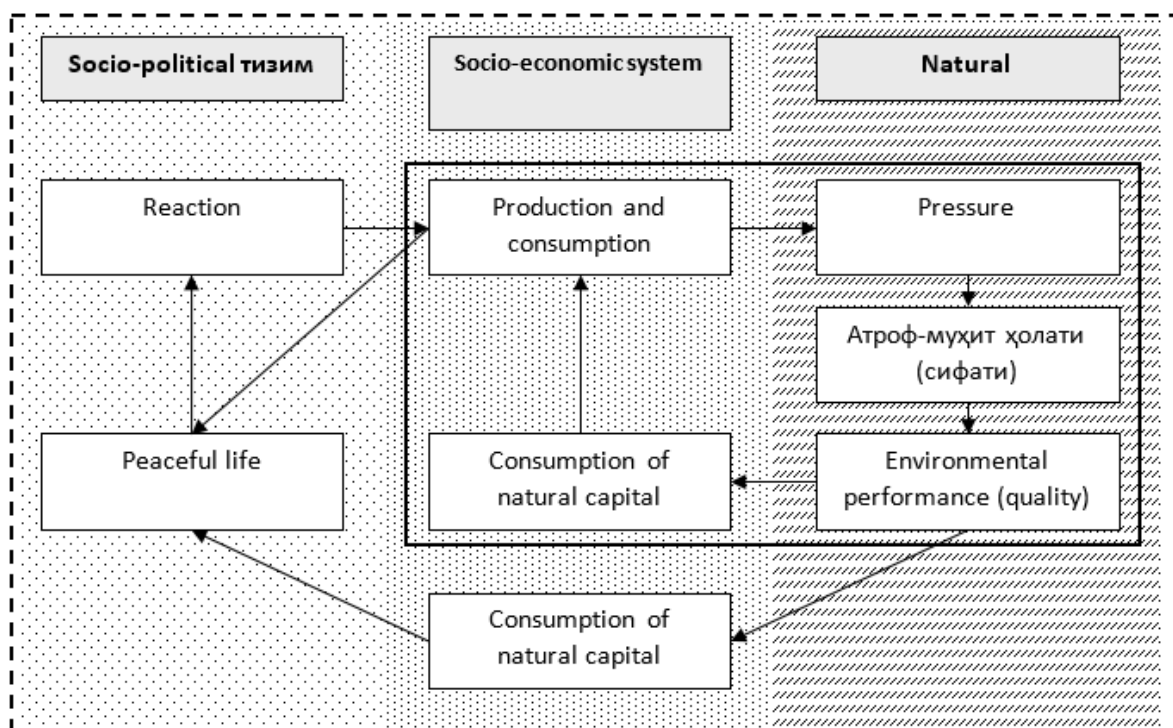 Socio-political тизим
Socio-economic system
Natural
Reaction
Production and
consumption
Pressure
Атроф-муҳит ҳолати
(сифати)
Peaceful life
Consumption of
natural capital
Environmental
performance (quality)
Consumption of
natural capital